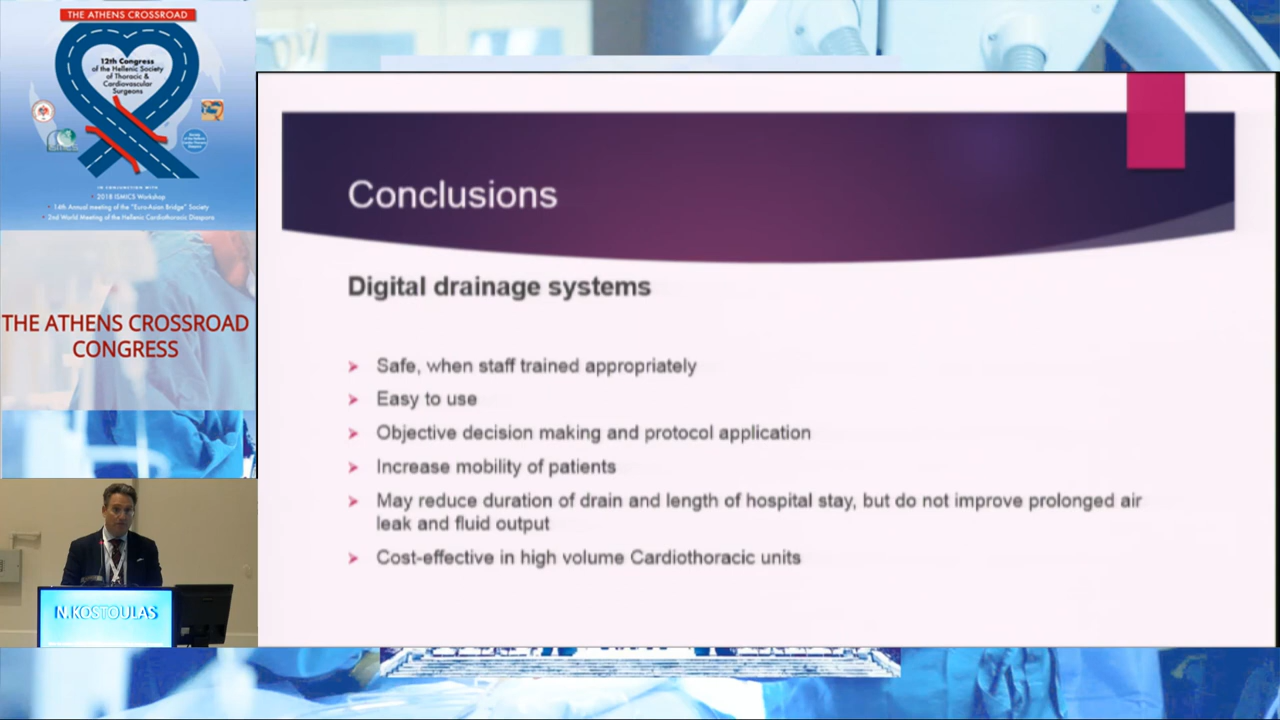 THE ATHENS CROSSROAD
12th Congress
of the Hellenic Society
of Thoracic &
Cardiovascular
Surgeons
IN CONJUNCTION WITH
• 2018 ISMICS Workshop
• 14th Annual meeting of the "Euro-Asian Bridge" Society
• 2nd World Meeting of the Hellenic Cardiothoracic Diaspora
THE ATHENS CROSSROAD
CONGRESS
N.KOSTOULAS
Conclusions
Digital drainage systems
➤ Safe, when staff trained appropriately
➤ Easy to use
➤ Objective decision making and protocol application
➤ Increase mobility of patients
➤ May reduce duration of drain and length of hospital stay, but do not improve prolonged air
leak and fluid output
➤ Cost-effective in high volume Cardiothoracic units